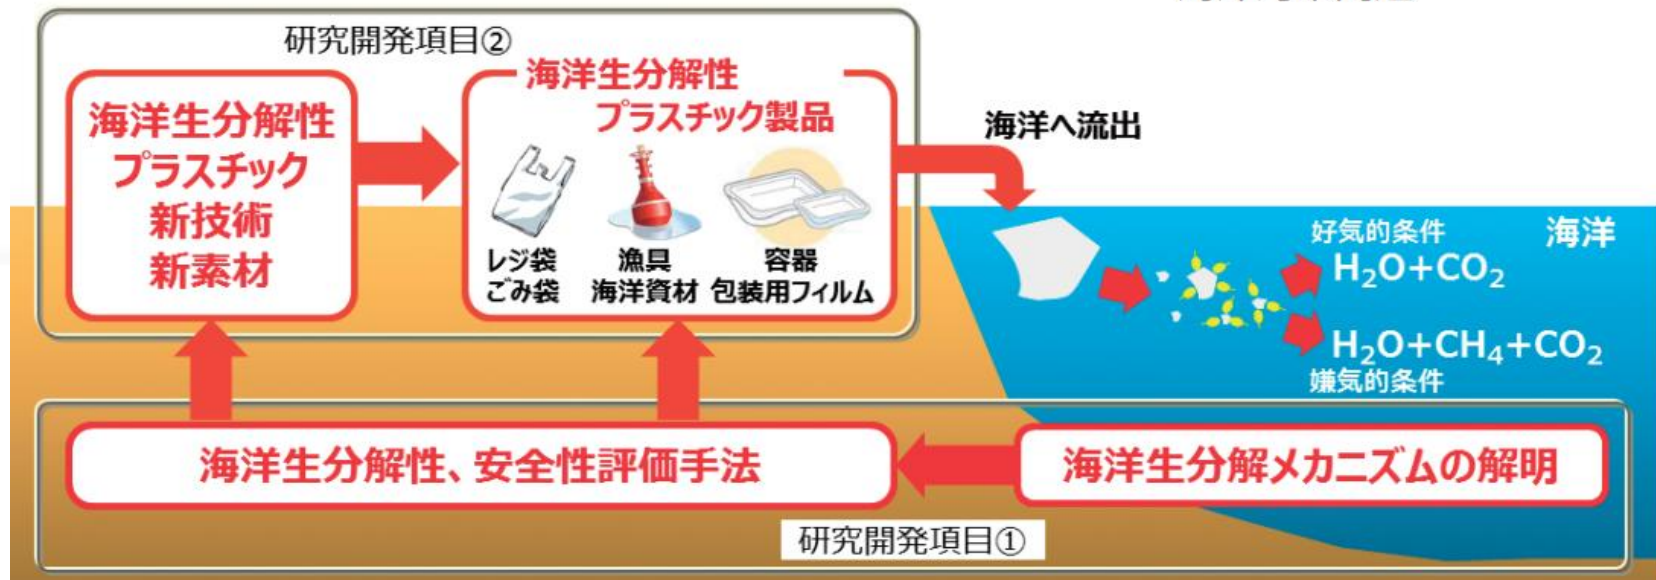 研究開発項目②
海洋生分解性
プラスチック
新技術
新素材
海洋生分解性
プラスチック製品
レジ袋
ごみ袋
漁具
海洋資材
容器
包装用フィルム
海洋へ流出
海洋
好気的条件
H₂O+CO₂
H₂O+CH₄+CO₂
嫌気的条件
海洋生分解性、安全性評価手法
海洋生分解メカニズムの解明
研究開発項目①